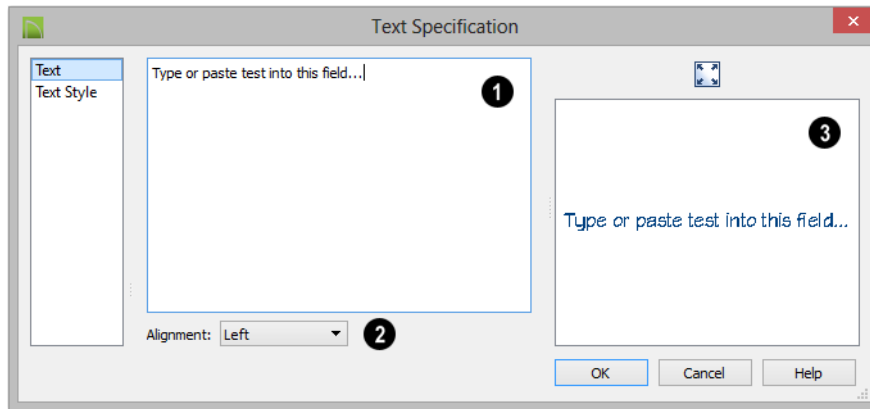 Text Specification
Text
Text Style
Type or paste test into this field...
1
3
Type or paste test into this field...
Alignment: Left
2
OK Cancel Help